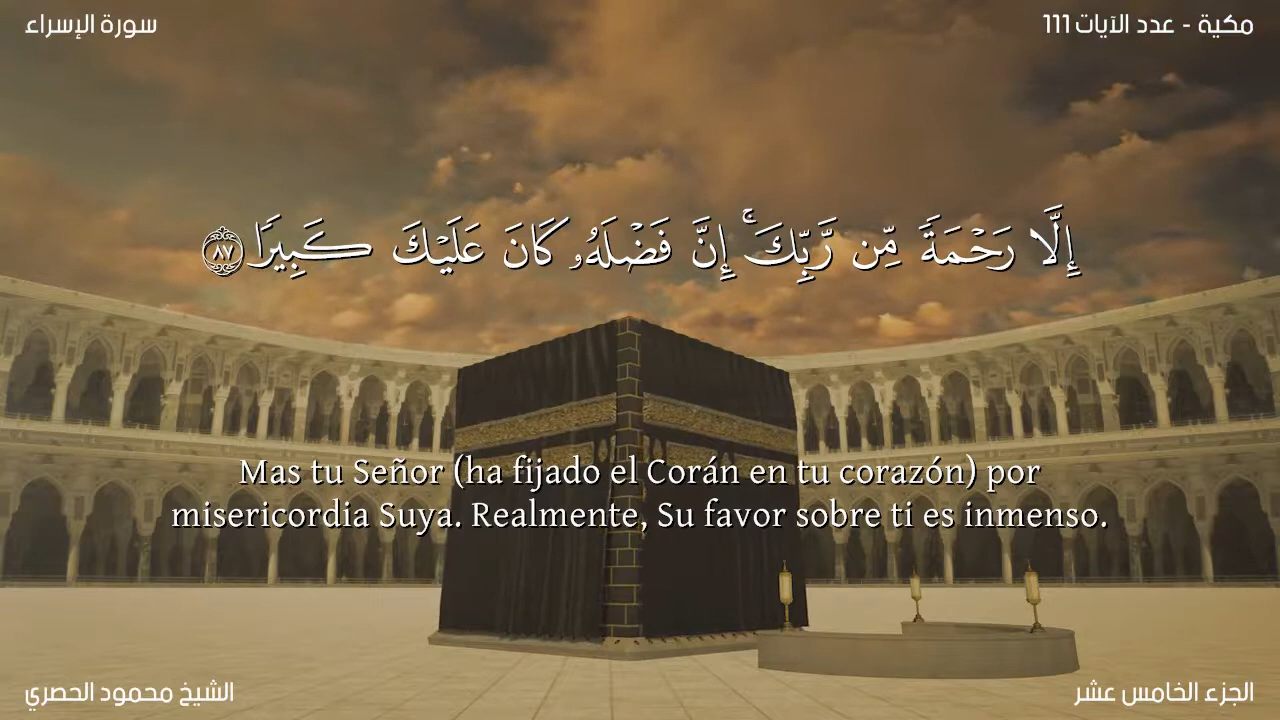 سورة الإسراء
مكية - عدد الآيات 111
إِلَّا رَحْمَةً مِّن رَّبِّكَ ۚ إِنَّ فَضْلَهُۥ كَانَ عَلَيْكَ كَبِيرًا ٨٧
Mas tu Señor (ha fijado el Corán en tu corazón) por
misericordia Suya. Realmente, Su favor sobre ti es inmenso.
الشيخ محمود الحصري
الجزء الخامس عشر